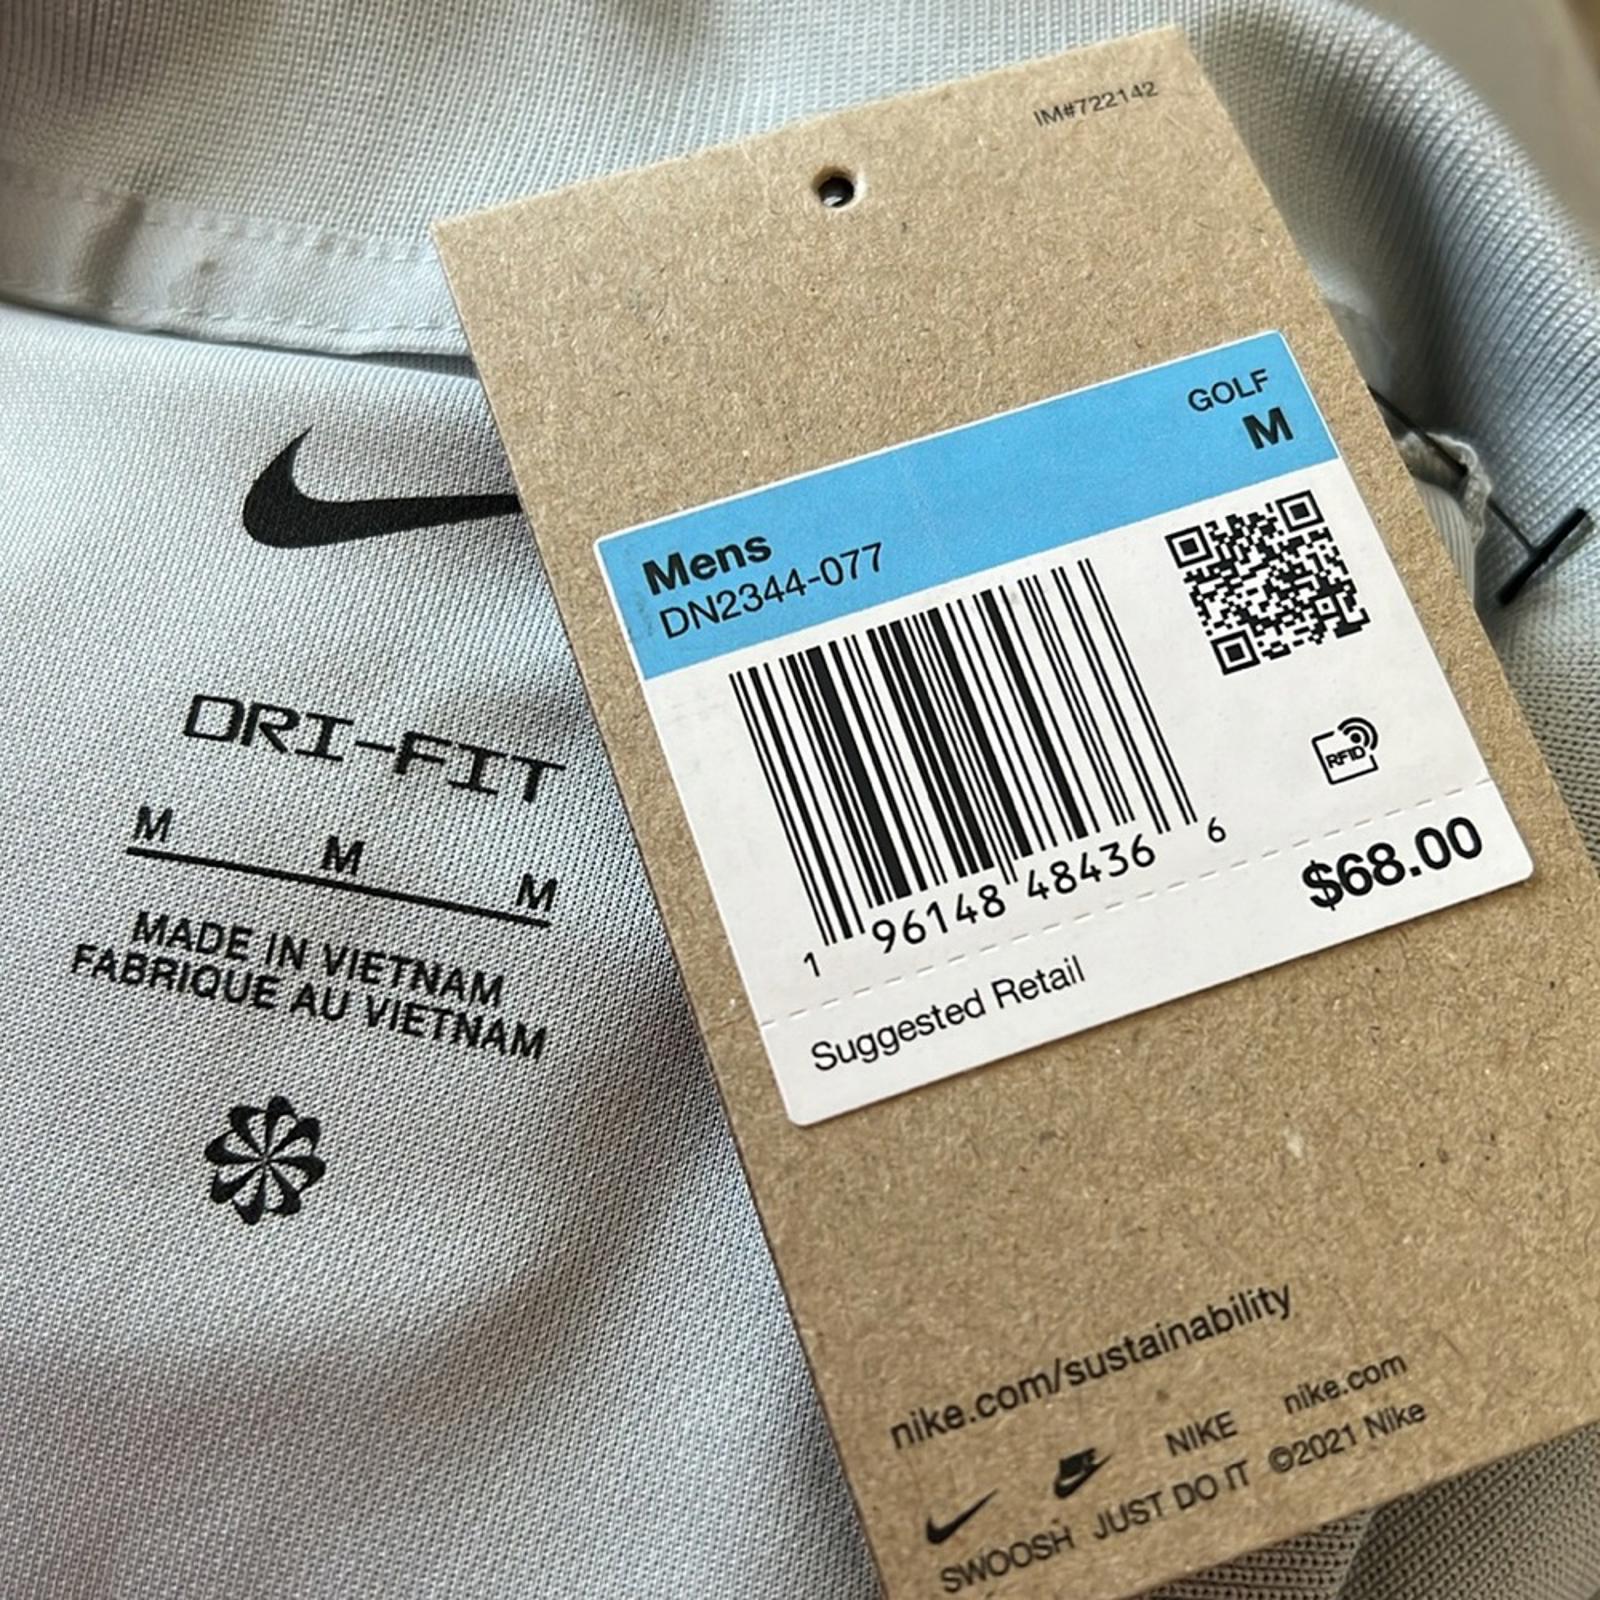 IM#722142
GOLF
M
Mens
DN2344-077
RFID
1 96148 48436 6
$68.00
Suggested Retail
nike.com/sustainability
NIKE nike.com
SWOOSH JUST DO IT ©2021 Nike
DRI-FIT
M M M
MADE IN VIETNAM
FABRIQUE AU VIETNAM